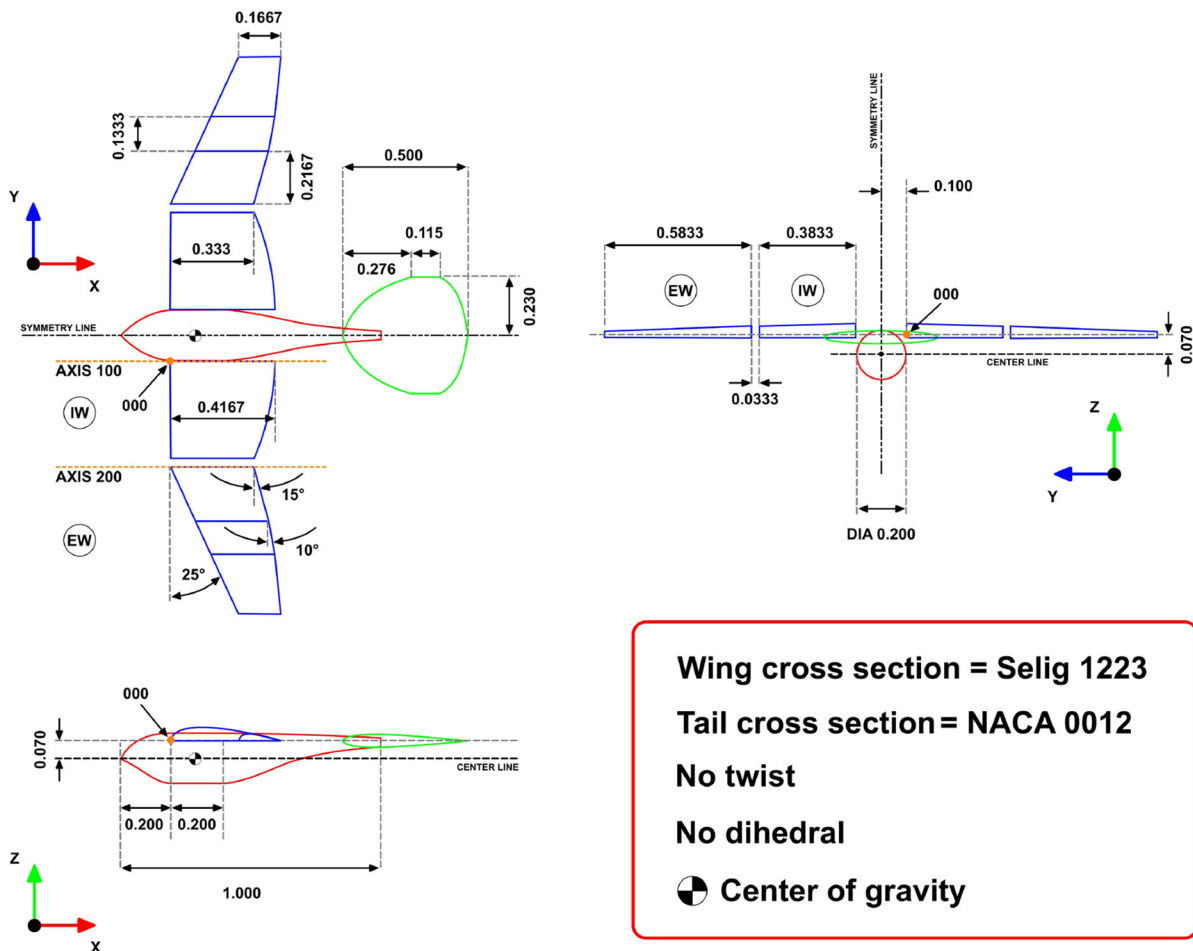 0.1667
0.1333
0.2167
Y
X
0.333
0.500
0.115
0.276
0.230
SYMMETRY LINE
AXIS 100
000
IW
0.4167
AXIS 200
15°
EW
10°
25°
SYMMETRY LINE
0.100
0.5833
0.3833
EW
IW
000
0.070
CENTER LINE
0.0333
Z
Y
DIA 0.200
000
0.070
CENTER LINE
0.200
0.200
Z
1.000
X
Wing cross section = Selig 1223
Tail cross section = NACA 0012
No twist
No dihedral
Center of gravity